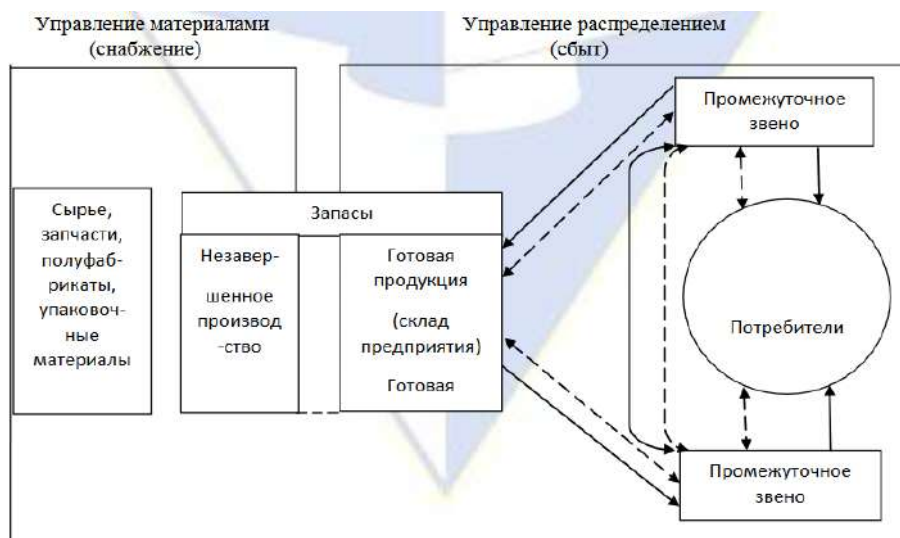 Управление материалами
(снабжение)
Управление распределением
(сбыт)
Промежуточное
звено
Сырье,
запчасти,
полуфаб-
рикаты,
упаковоч-
ные
материалы
Запасы
Незавер-
шенное
производ
-ство
Готовая
продукция
(склад
предприятия)
Готовая
Потребители
Промежуточное
звено